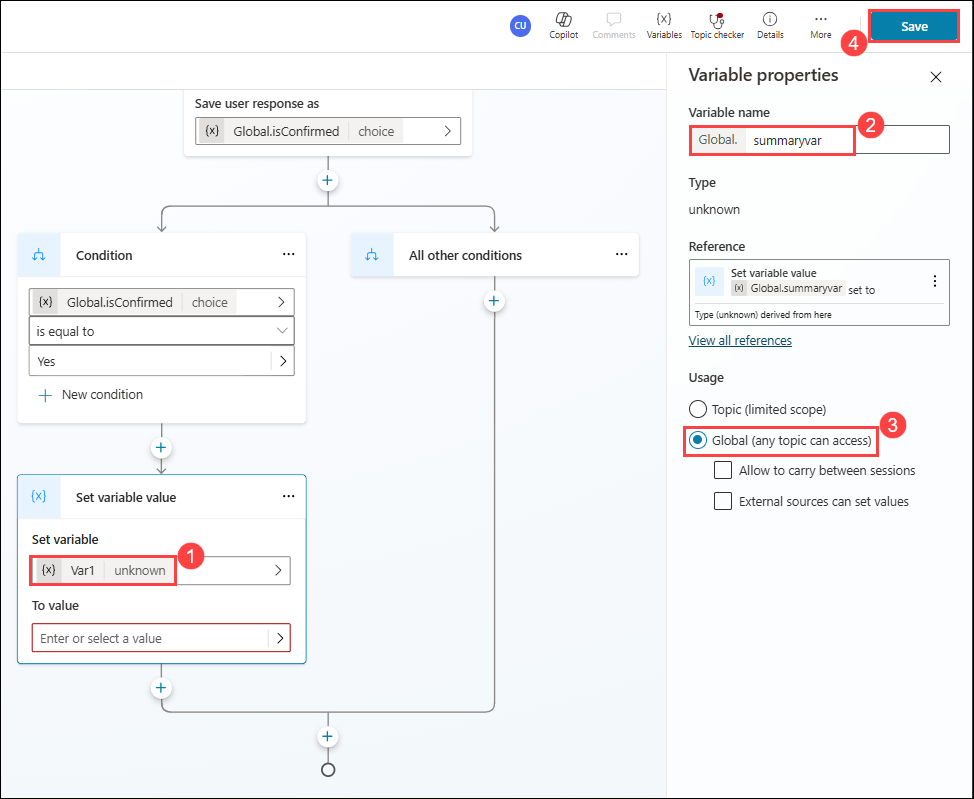 CU
Copilot
Comments
{x}
Variables
Topic checker
Details
More
4
Save
Save user response as
{x} Global.isConfirmed choice
Condition
All other conditions
{x} Global.isConfirmed choice
is equal to
Yes
New condition
{x} Set variable value
Set variable
1
{x} Var1 unknown
To value
Enter or select a value
Variable properties
Variable name
2
Global. summaryvar
Type
unknown
Reference
{x} Set variable value
{x} Global.summaryvar set to
Type (unknown) derived from here
View all references
Usage
Topic (limited scope)
3
Global (any topic can access)
Allow to carry between sessions
External sources can set values